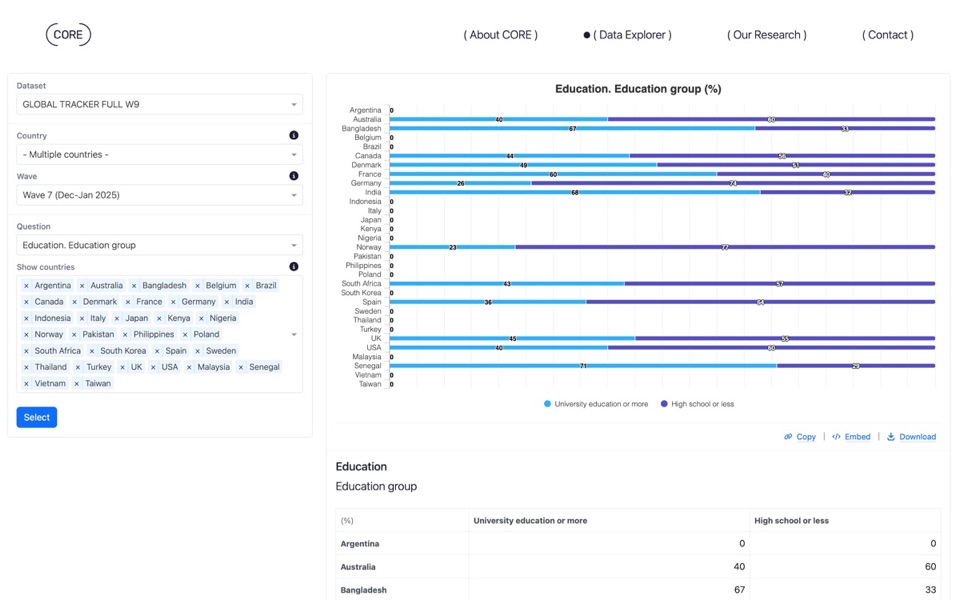 ( CORE )
( About CORE )
( Data Explorer )
( Our Research )
( Contact )
Dataset
GLOBAL TRACKER FULL W9
Country
- Multiple countries -
Wave
Wave 7 (Dec-Jan 2025)
Question
Education. Education group
Show countries
× Argentina × Australia × Bangladesh × Belgium × Brazil
× Canada × Denmark × France × Germany × India
× Indonesia × Italy × Japan × Kenya × Nigeria
× Norway × Pakistan × Philippines × Poland
× South Africa × South Korea × Spain × Sweden
× Thailand × Turkey × UK × USA × Malaysia × Senegal
× Vietnam × Taiwan
Select
Education. Education group (%)
Argentina 0
Australia 40 60
Bangladesh 67 33
Belgium 0
Brazil 0
Canada 44 56
Denmark 49 51
France 60 40
Germany 26 74
India 68 32
Indonesia 0
Italy 0
Japan 0
Kenya 0
Nigeria 0
Norway 23 77
Pakistan 0
Philippines 0
Poland 0
South Africa 43 57
South Korea 0
Spain 36 64
Sweden 0
Thailand 0
Turkey 0
UK 45 55
USA 40 60
Malaysia 0
Senegal 71 29
Vietnam 0
Taiwan 0
University education or more High school or less
Copy | Embed | Download
Education
Education group
(%) University education or more High school or less
Argentina 0 0
Australia 40 60
Bangladesh 67 33